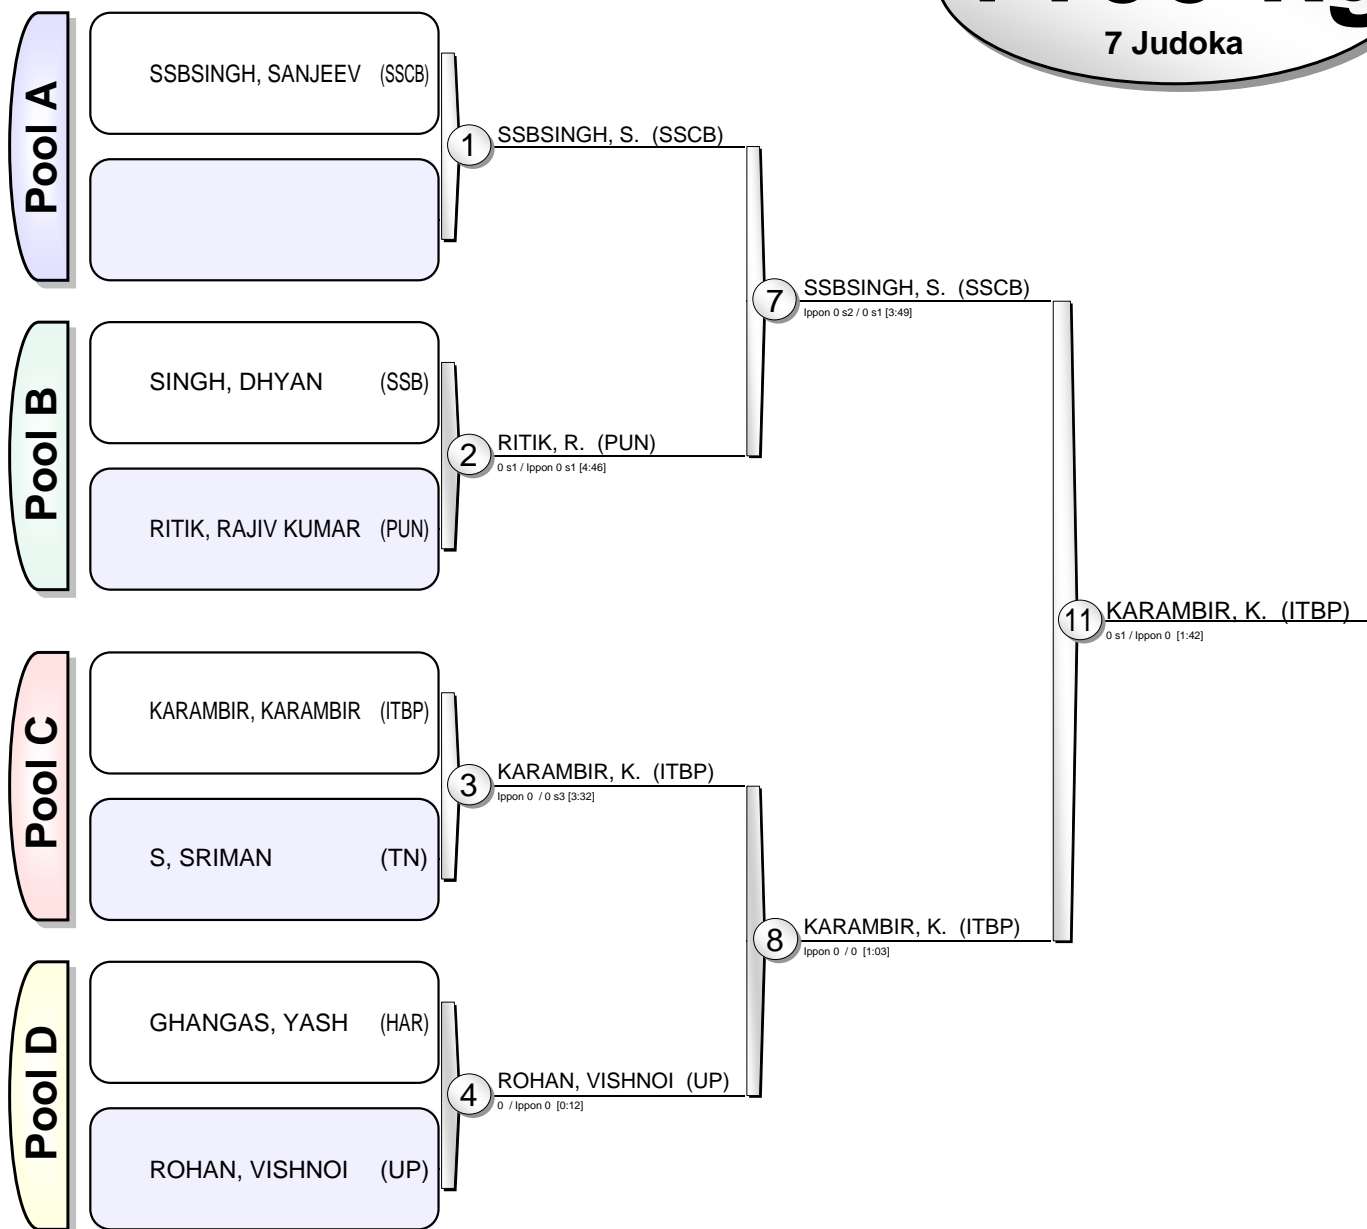 7 Judoka
Pool A
SSBSINGH, SANJEEV (SSCB)
1
SSBSINGH, S. (SSCB)
7
SSBSINGH, S. (SSCB)
Ippon 0 s2 / 0 s1 [3:49]
Pool B
SINGH, DHYAN (SSB)
2
RITIK, R. (PUN)
0 s1 / Ippon 0 s1 [4:46]
RITIK, RAJIV KUMAR (PUN)
11
KARAMBIR, K. (ITBP)
0 s1 / Ippon 0 [1:42]
Pool C
KARAMBIR, KARAMBIR (ITBP)
3
KARAMBIR, K. (ITBP)
Ippon 0 / 0 s3 [3:32]
S, SRIMAN (TN)
8
KARAMBIR, K. (ITBP)
Ippon 0 / 0 [1:03]
Pool D
GHANGAS, YASH (HAR)
4
ROHAN, VISHNOI (UP)
0 / Ippon 0 [0:12]
ROHAN, VISHNOI (UP)